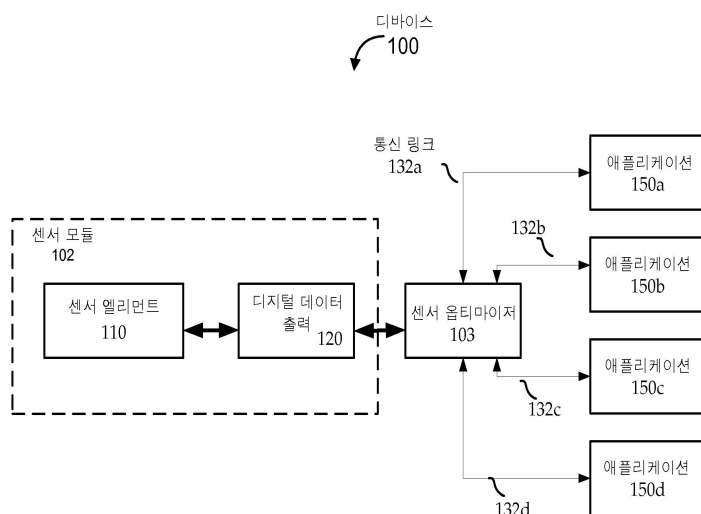 디바이스
100
통신 링크
132a
애플리케이션
150a
132b
애플리케이션
150b
센서 모듈
102
센서 엘리먼트
110
디지털 데이터
출력
120
센서 옵티마이저
103
애플리케이션
150c
132c
애플리케이션
150d
132d